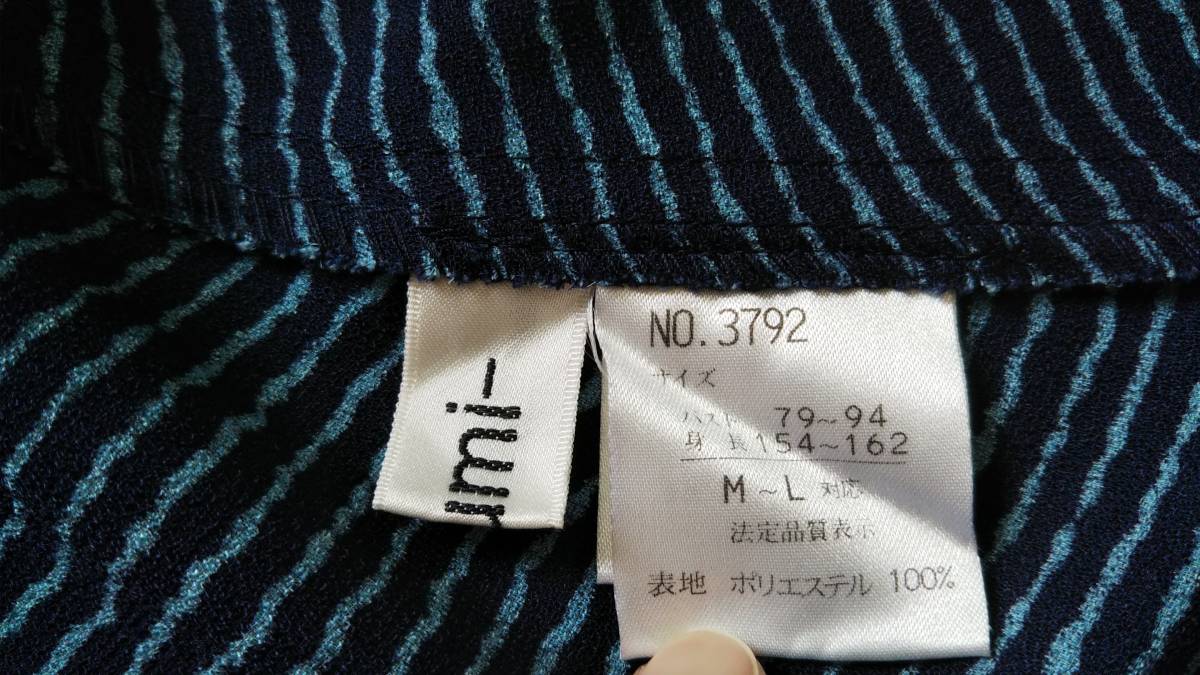 NO.3792
サイズ
バスト 79~94
身長 154~162
M~L 対応
法定品質表示
表地 ポリエステル 100%
umi-